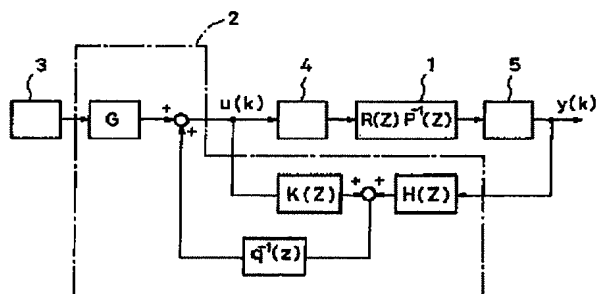 2
3
4
1
5
G
+
+
u(k)
R(Z) P⁻¹(Z)
y(k)
K(Z)
+
+
H(Z)
q⁻¹(z)